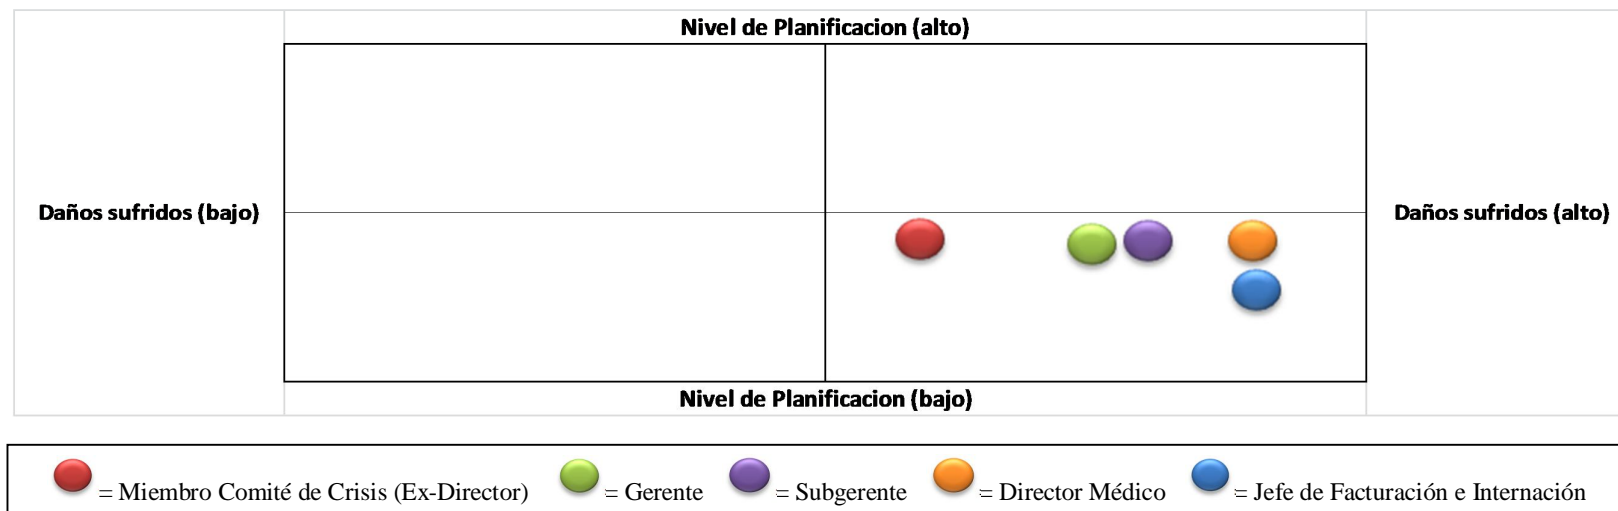 Nivel de Planificacion (alto)
Daños sufridos (bajo)
Daños sufridos (alto)
Nivel de Planificacion (bajo)
= Miembro Comité de Crisis (Ex-Director) = Gerente = Subgerente = Director Médico = Jefe de Facturación e Internación